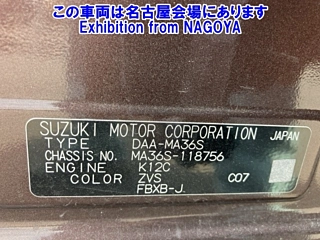 この車両は名古屋会場にあります
Exhibition from NAGOYA
SUZUKI MOTOR CORPORATION JAPAN
TYPE DAA-MA36S
CHASSIS NO. MA36S-118756
ENGINE K12C
COLOR ZVS C07
FBXB-J